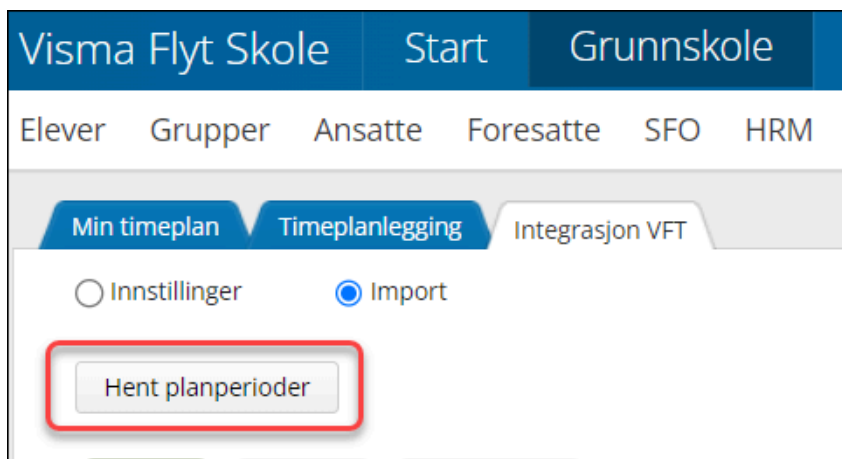 Visma Flyt Skole Start Grunnskole
Elever Grupper Ansatte Foresatte SFO HRM
Min timeplan Timeplanlegging Integrasjon VFT
Innstillinger Import
Hent planperioder